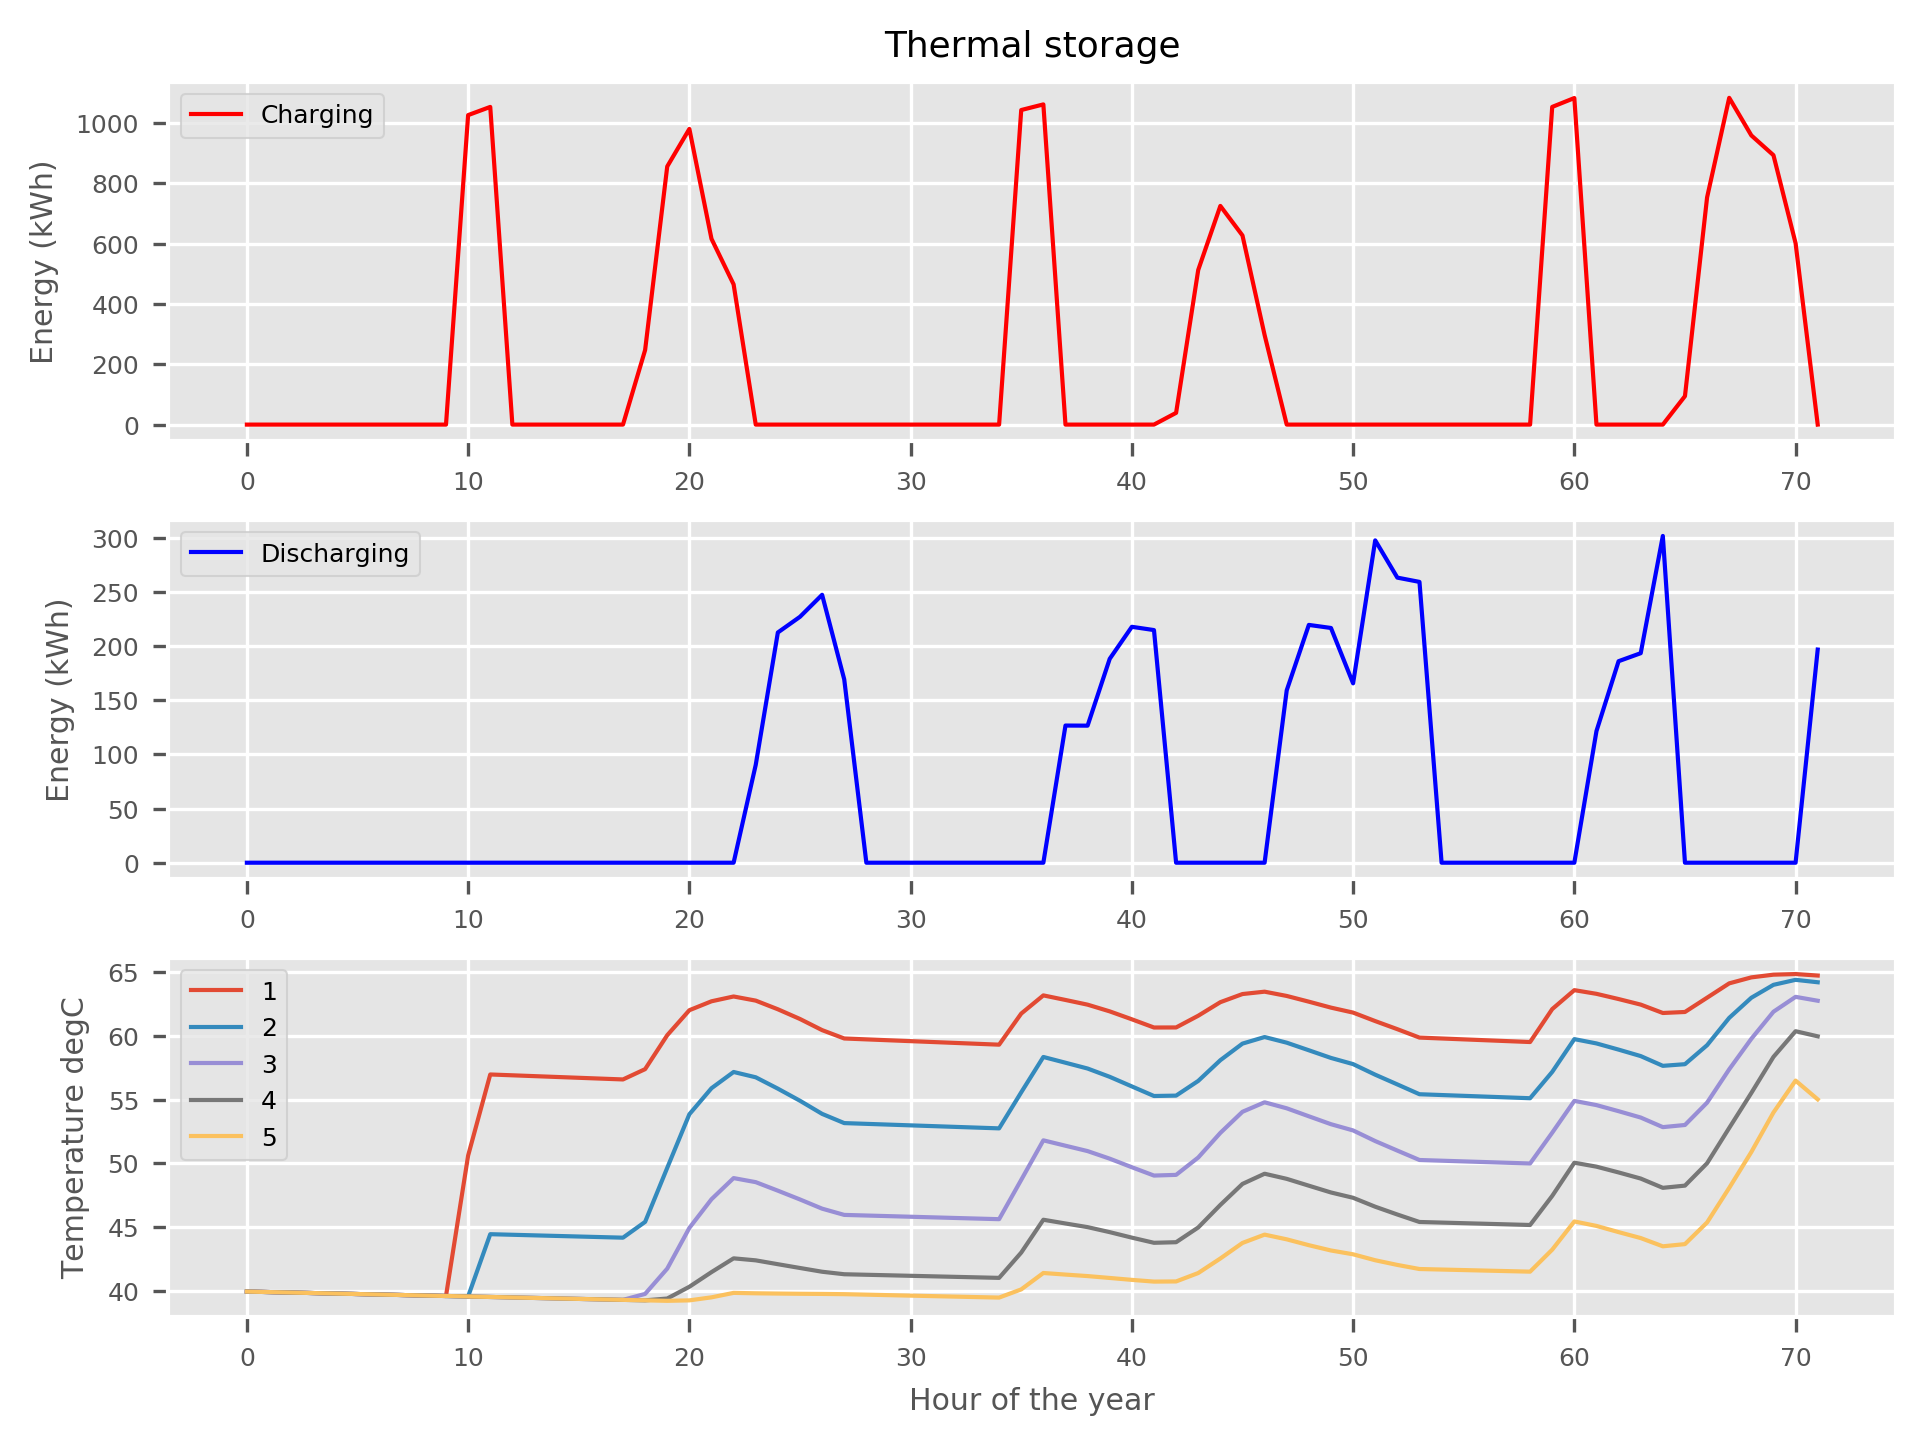 Thermal storage
Charging
Energy (kWh)
1000
800
600
400
200
0
0 10 20 30 40 50 60 70
Discharging
Energy (kWh)
300
250
200
150
100
50
0
0 10 20 30 40 50 60 70
1
2
3
4
5
Temperature degC
65
60
55
50
45
40
0 10 20 30 40 50 60 70
Hour of the year